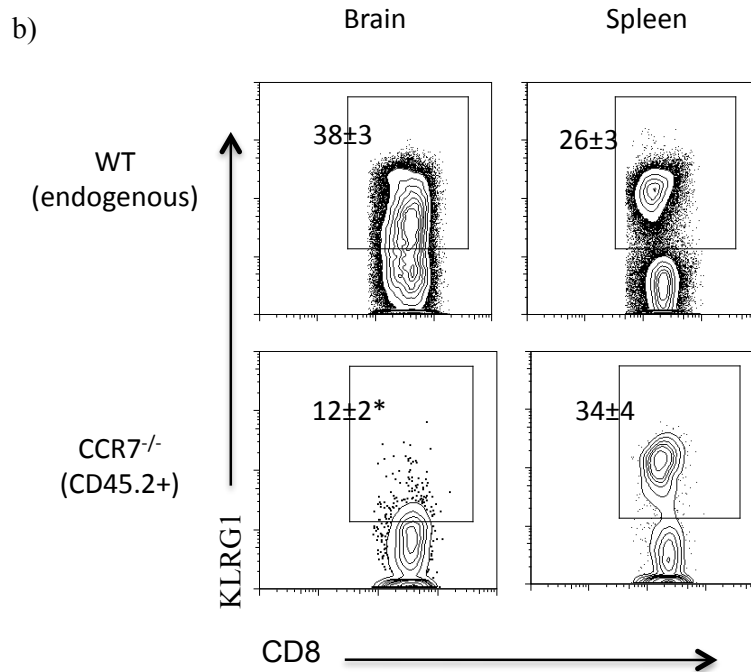 b)
Brain Spleen
WT
(endogenous)
38±3 26±3
CCR7-/-
(CD45.2+)
12±2* 34±4
KLRG1
CD8